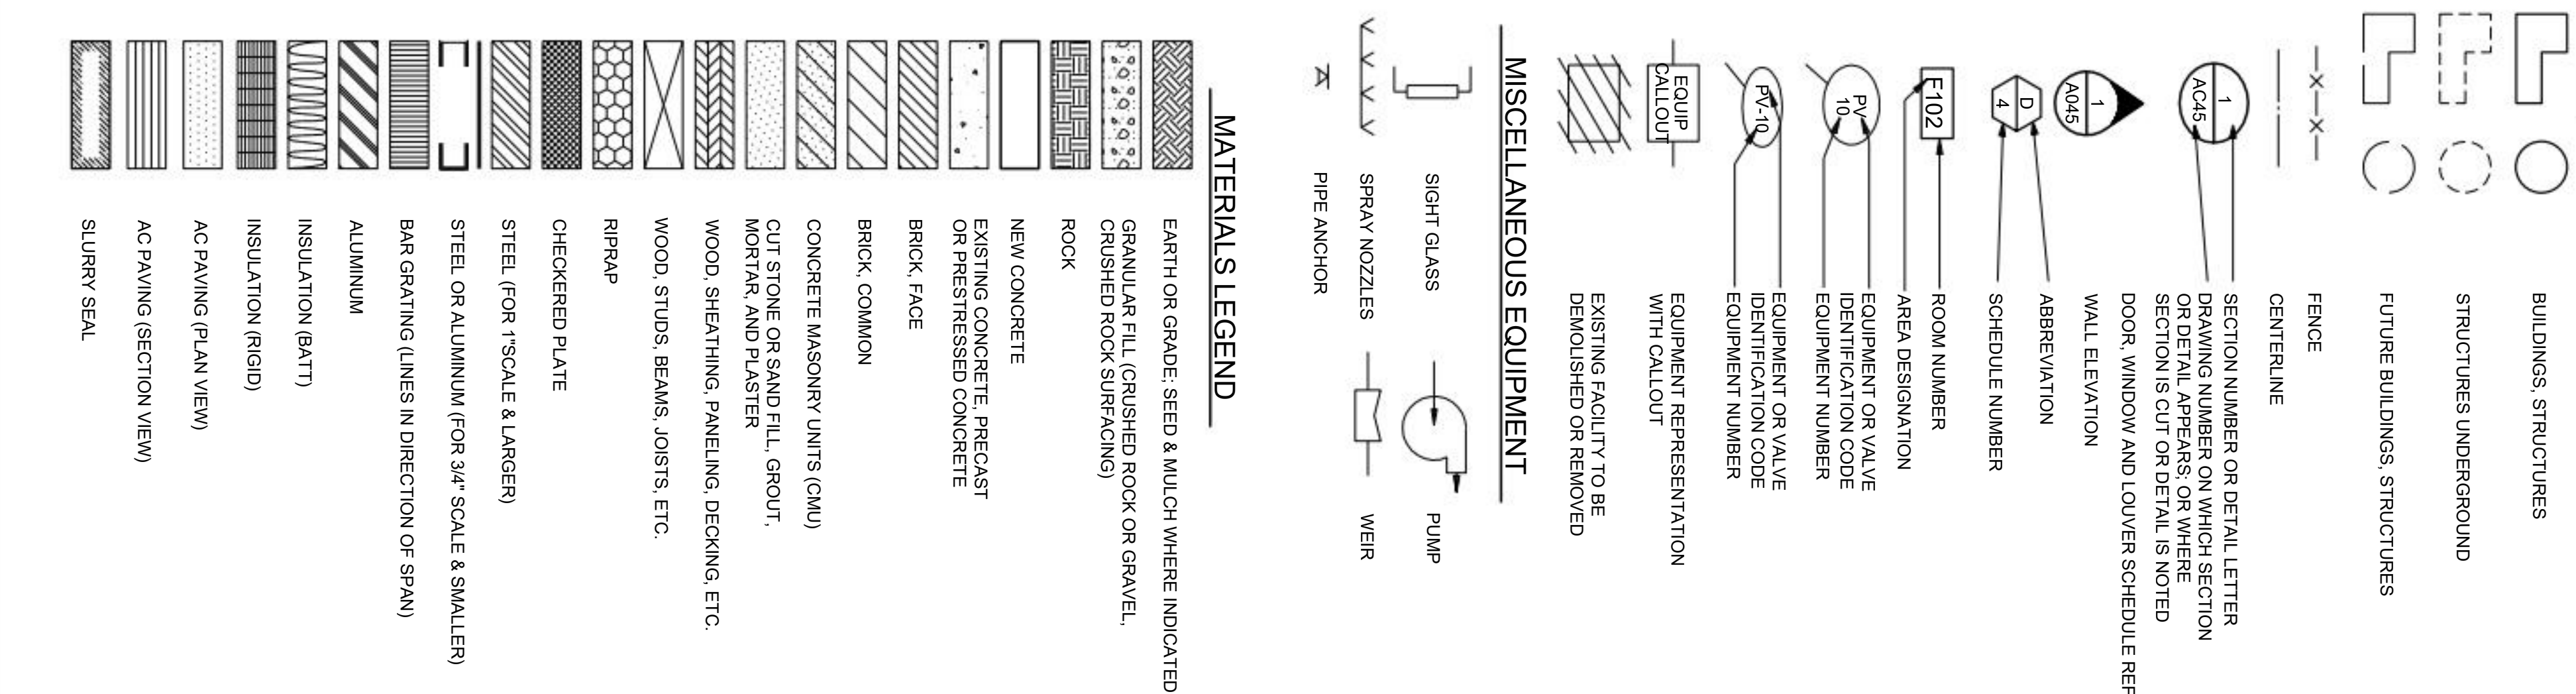 BUILDINGS, STRUCTURES
STRUCTURES UNDERGROUND
FUTURE BUILDINGS, STRUCTURES
FENCE
CENTERLINE
1
AC45
SECTION NUMBER OR DETAIL LETTER
DRAWING NUMBER ON WHICH SECTION
OR DETAIL APPEARS; OR WHERE
SECTION IS CUT OR DETAIL IS NOTED
DOOR, WINDOW AND LOUVER SCHEDULE REF
1
A045
WALL ELEVATION
D
4
ABBREVIATION
SCHEDULE NUMBER
F102
ROOM NUMBER
AREA DESIGNATION
PV
10
EQUIPMENT OR VALVE
IDENTIFICATION CODE
EQUIPMENT NUMBER
PV-10
EQUIPMENT OR VALVE
IDENTIFICATION CODE
EQUIPMENT NUMBER
EQUIP
CALLOUT
EQUIPMENT REPRESENTATION
WITH CALLOUT
EXISTING FACILITY TO BE
DEMOLISHED OR REMOVED
MISCELLANEOUS EQUIPMENT
SIGHT GLASS
PUMP
SPRAY NOZZLES
WEIR
PIPE ANCHOR
MATERIALS LEGEND
EARTH OR GRADE; SEED & MULCH WHERE INDICATED
GRANULAR FILL (CRUSHED ROCK OR GRAVEL,
CRUSHED ROCK SURFACING)
ROCK
NEW CONCRETE
EXISTING CONCRETE, PRECAST
OR PRESTRESSED CONCRETE
BRICK, FACE
BRICK, COMMON
CONCRETE MASONRY UNITS (CMU)
CUT STONE OR SAND FILL, GROUT,
MORTAR, AND PLASTER
WOOD, SHEATHING, PANELING, DECKING, ETC.
WOOD, STUDS, BEAMS, JOISTS, ETC.
RIPRAP
CHECKERED PLATE
STEEL (FOR 1"SCALE & LARGER)
STEEL OR ALUMINUM (FOR 3/4" SCALE & SMALLER)
BAR GRATING (LINES IN DIRECTION OF SPAN)
ALUMINUM
INSULATION (BATT)
INSULATION (RIGID)
AC PAVING (PLAN VIEW)
AC PAVING (SECTION VIEW)
SLURRY SEAL